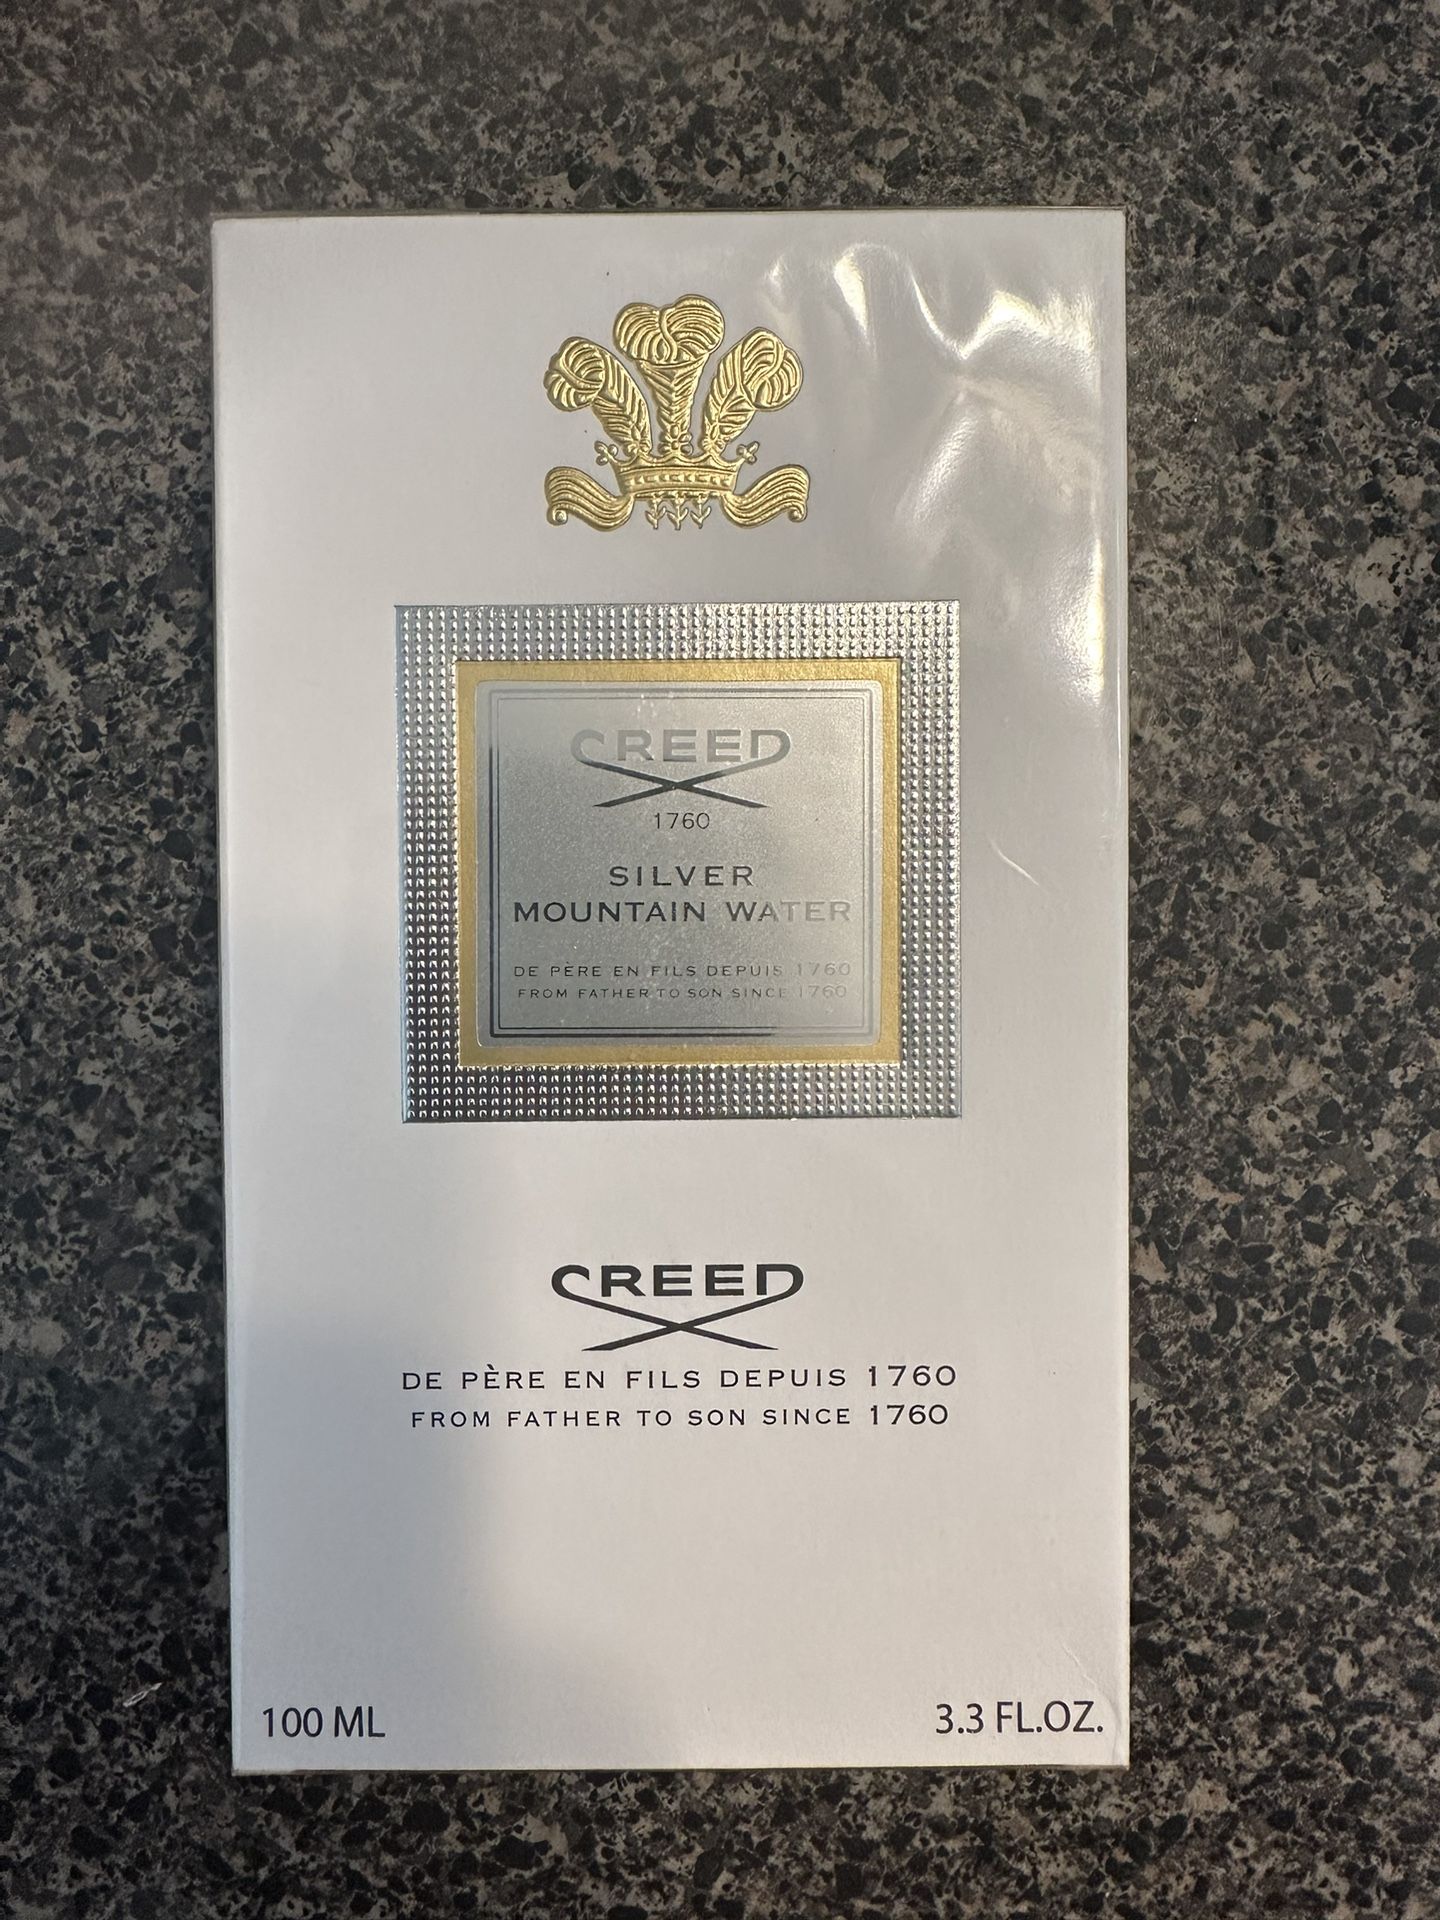 CREED
1760
SILVER
MOUNTAIN WATER
DE PÈRE EN FILS DEPUIS 1760
FROM FATHER TO SON SINCE 1760
CREED
DE PÈRE EN FILS DEPUIS 1760
FROM FATHER TO SON SINCE 1760
100 ML
3.3 FL.OZ.